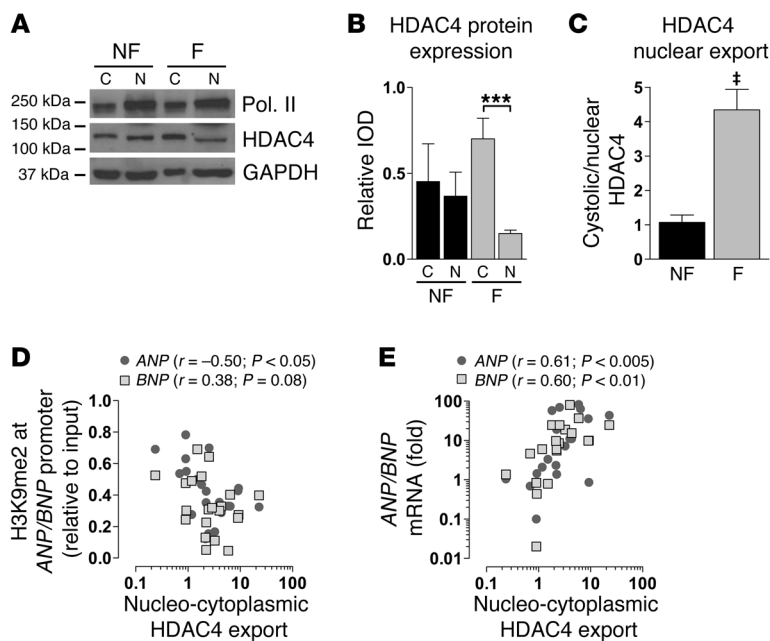 A
NF F
C N C N
250 kDa
150 kDa
100 kDa
37 kDa
Pol. II
HDAC4
GAPDH
B
HDAC4 protein
expression
Relative IOD
1.0
0.5
0.0
***
C N C N
NF F
C
HDAC4
nuclear export
Cystolic/nuclear
HDAC4
5
4
3
2
1
0
‡
NF F
D
ANP (r = –0.50; P < 0.05)
BNP (r = 0.38; P = 0.08)
H3K9me2 at
ANP/BNP promoter
(relative to input)
1.0
0.8
0.6
0.4
0.2
0.0
0.1 1 10 100
Nucleo-cytoplasmic
HDAC4 export
E
ANP (r = 0.61; P < 0.005)
BNP (r = 0.60; P < 0.01)
ANP/BNP
mRNA (fold)
100
10
1
0.1
0.01
0.1 1 10 100
Nucleo-cytoplasmic
HDAC4 export